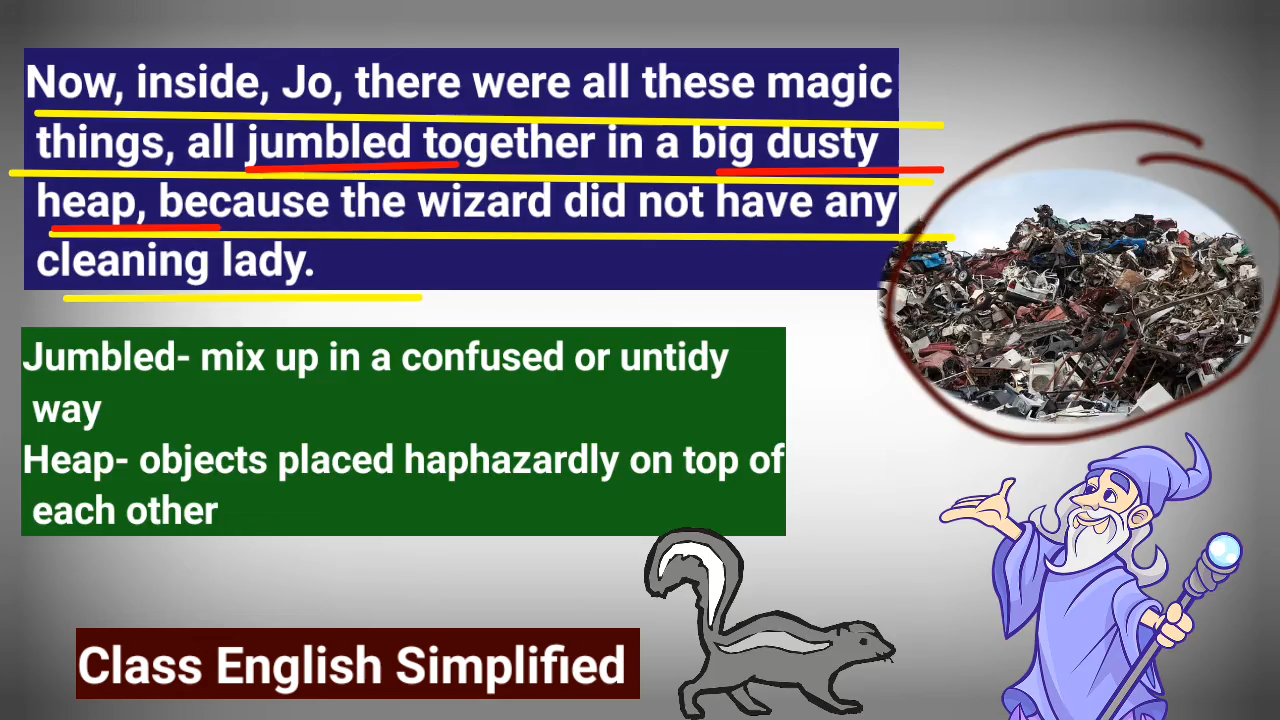 Now, inside, Jo, there were all these magic
things, all jumbled together in a big dusty
heap, because the wizard did not have any
cleaning lady.
Jumbled- mix up in a confused or untidy
way
Heap- objects placed haphazardly on top of
each other
Class English Simplified